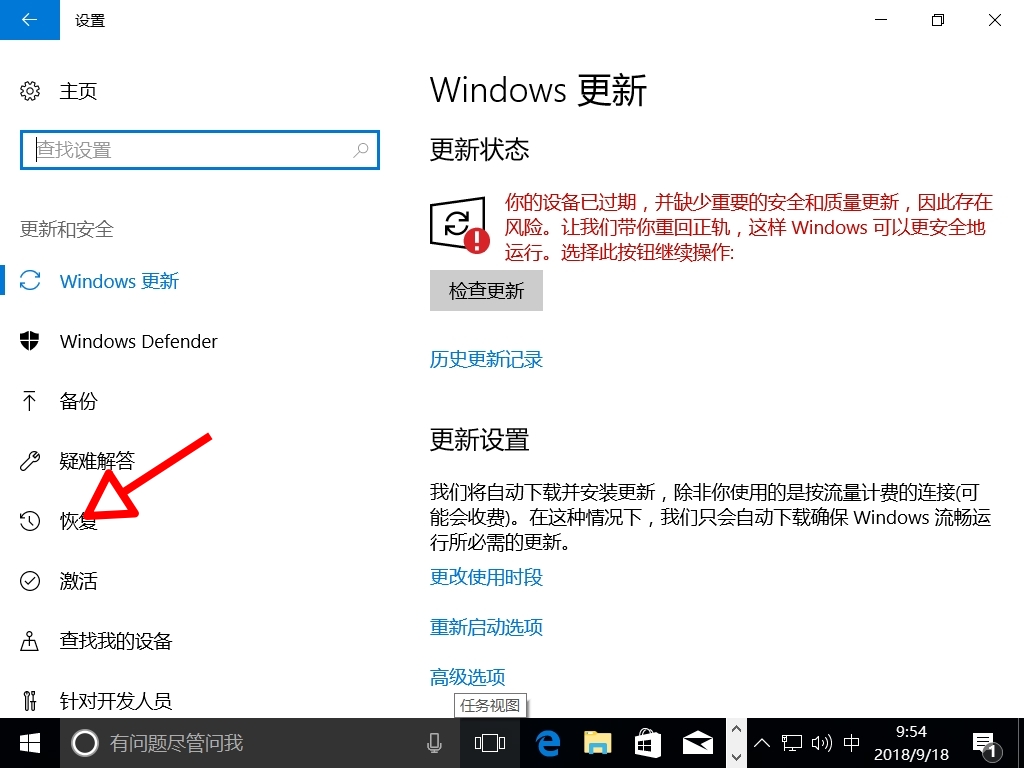 设置
主页
查找设置
更新和安全
Windows 更新
Windows Defender
备份
疑难解答
恢复
激活
查找我的设备
针对开发人员
Windows 更新
更新状态
你的设备已过期，并缺少重要的安全和质量更新，因此存在
风险。让我们带你重回正轨，这样 Windows 可以更安全地
运行。选择此按钮继续操作:
检查更新
历史更新记录
更新设置
我们将自动下载并安装更新，除非你使用的是按流量计费的连接(可
能会收费)。在这种情况下，我们只会自动下载确保 Windows 流畅运
行所必需的更新。
更改使用时段
重新启动选项
高级选项
任务视图
有问题尽管问我
中
9:54
2018/9/18
1